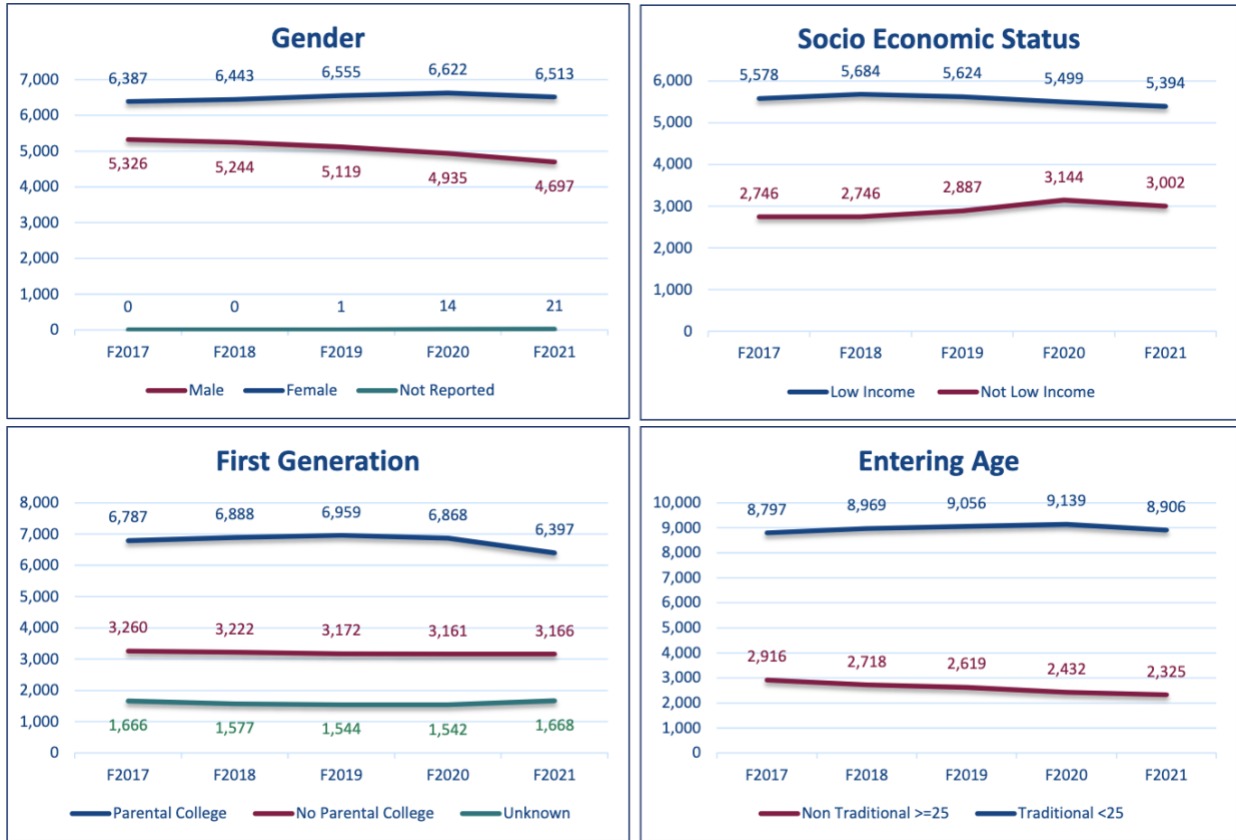 Gender
7,000
6,000
5,000
4,000
3,000
2,000
1,000
0
6,387 6,443 6,555 6,622 6,513
5,326 5,244 5,119 4,935 4,697
0 0 1 14 21
F2017 F2018 F2019 F2020 F2021
Male Female Not Reported
Socio Economic Status
6,000
5,000
4,000
3,000
2,000
1,000
0
5,578 5,684 5,624 5,499 5,394
2,746 2,746 2,887 3,144 3,002
F2017 F2018 F2019 F2020 F2021
Low Income Not Low Income
First Generation
8,000
7,000
6,000
5,000
4,000
3,000
2,000
1,000
0
6,787 6,888 6,959 6,868 6,397
3,260 3,222 3,172 3,161 3,166
1,666 1,577 1,544 1,542 1,668
F2017 F2018 F2019 F2020 F2021
Parental College No Parental College Unknown
Entering Age
10,000
9,000
8,000
7,000
6,000
5,000
4,000
3,000
2,000
1,000
0
8,797 8,969 9,056 9,139 8,906
2,916 2,718 2,619 2,432 2,325
F2017 F2018 F2019 F2020 F2021
Non Traditional >=25 Traditional <25